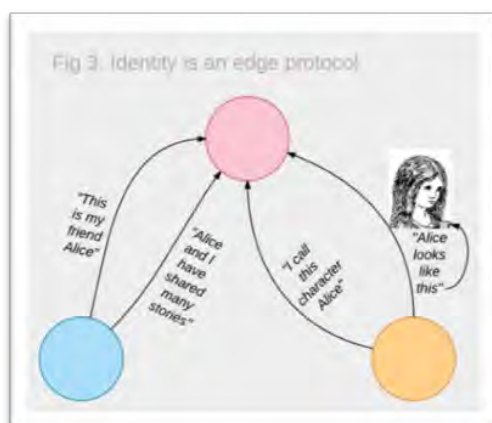 Fig 3: Identity is an edge protocol
"This
is my
friend
Alice"
"Alice
and I
have
shared
many
stories"
"I call
this
character
Alice"
"Alice
looks
like
this"